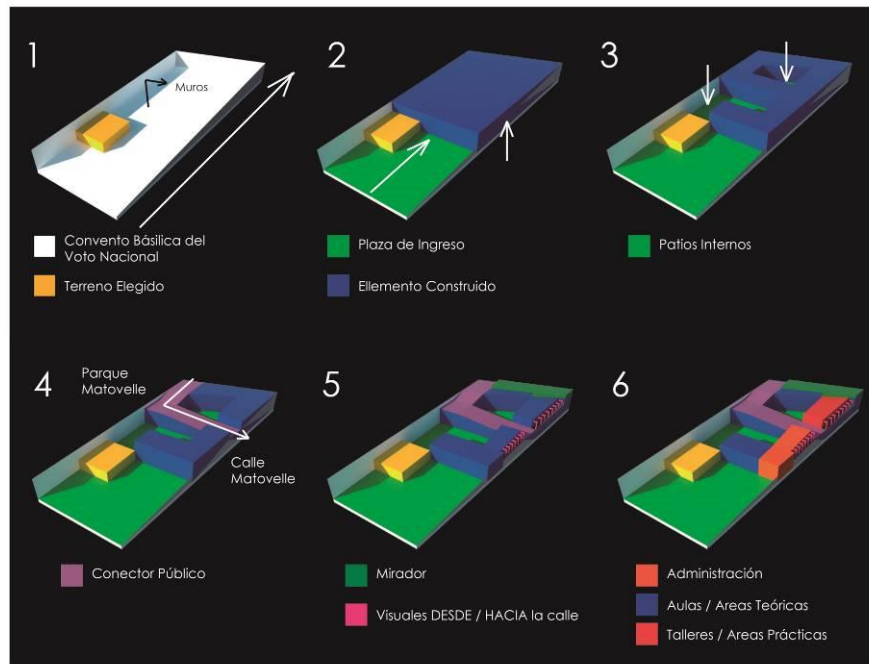 1
Muros
Convento Básilica del
Voto Nacional
Terreno Elegido
2
Plaza de Ingreso
Ellemento Construido
3
Patios Internos
4
Parque
Matovelle
Calle
Matovelle
Conector Público
5
Mirador
Visuales DESDE / HACIA la calle
6
Administración
Aulas / Areas Teóricas
Talleres / Areas Prácticas